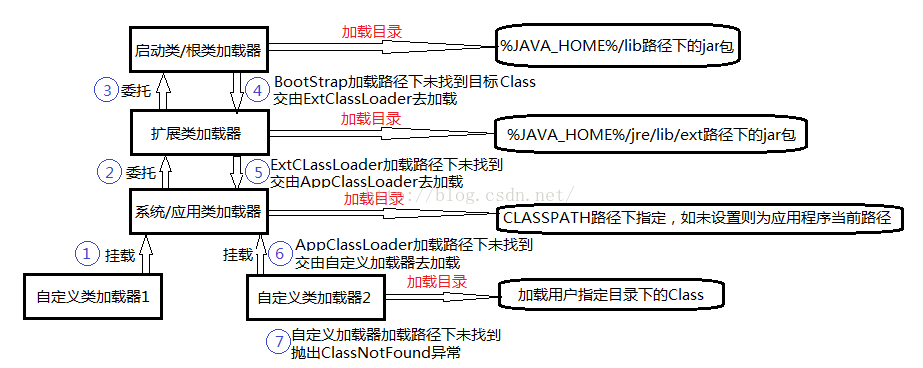 加载目录
启动类/根类加载器
%JAVA_HOME%/lib路径下的jar包
③ 委托
④ BootStrap加载路径下未找到目标Class
交由ExtClassLoader去加载
加载目录
扩展类加载器
%JAVA_HOME%/jre/lib/ext路径下的jar包
② 委托
⑤ ExtCLassLoader加载路径下未找到
交由AppClassLoader去加载
://blog.csdn.net/
加载目录
系统/应用类加载器
CLASSPATH路径下指定，如未设置则为应用程序当前路径
① 挂载
挂载 ⑥ AppClassLoader加载路径下未找到
交由自定义加载器去加载
加载目录
自定义类加载器1
自定义类加载器2
加载用户指定目录下的Class
⑦ 自定义加载器加载路径下未找到
抛出ClassNotFound异常